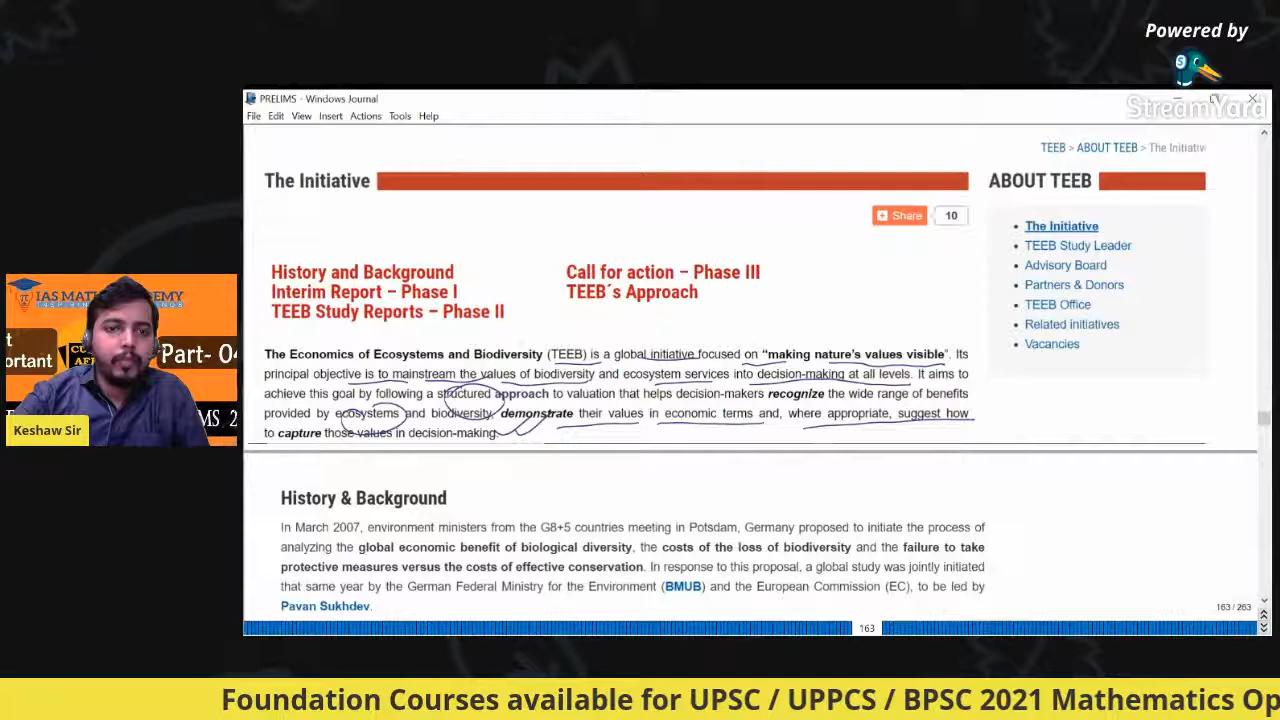 Powered by
StreamYard
PRELIMS - Windows Journal
File Edit View Insert Actions Tools Help
TEEB > ABOUT TEEB > The Initiativ
The Initiative
ABOUT TEEB
Share 10
The Initiative
TEEB Study Leader
Advisory Board
Partners & Donors
TEEB Office
Related initiatives
Vacancies
History and Background
Interim Report – Phase I
TEEB Study Reports – Phase II
Call for action – Phase III
TEEB´s Approach
The Economics of Ecosystems and Biodiversity (TEEB) is a global initiative focused on “making nature’s values visible”. Its
principal objective is to mainstream the values of biodiversity and ecosystem services into decision-making at all levels. It aims to
achieve this goal by following a structured approach to valuation that helps decision-makers recognize the wide range of benefits
provided by ecosystems and biodiversity, demonstrate their values in economic terms and, where appropriate, suggest how
to capture those values in decision-making.
History & Background
In March 2007, environment ministers from the G8+5 countries meeting in Potsdam, Germany proposed to initiate the process of
analyzing the global economic benefit of biological diversity, the costs of the loss of biodiversity and the failure to take
protective measures versus the costs of effective conservation. In response to this proposal, a global study was jointly initiated
that same year by the German Federal Ministry for the Environment (BMUB) and the European Commission (EC), to be led by
Pavan Sukhdev.
163 / 263
163
IAS MAT EMY
ortant
Part- 04
MS, 2
Keshaw Sir
Foundation Courses available for UPSC / UPPCS / BPSC 2021 Mathematics Op